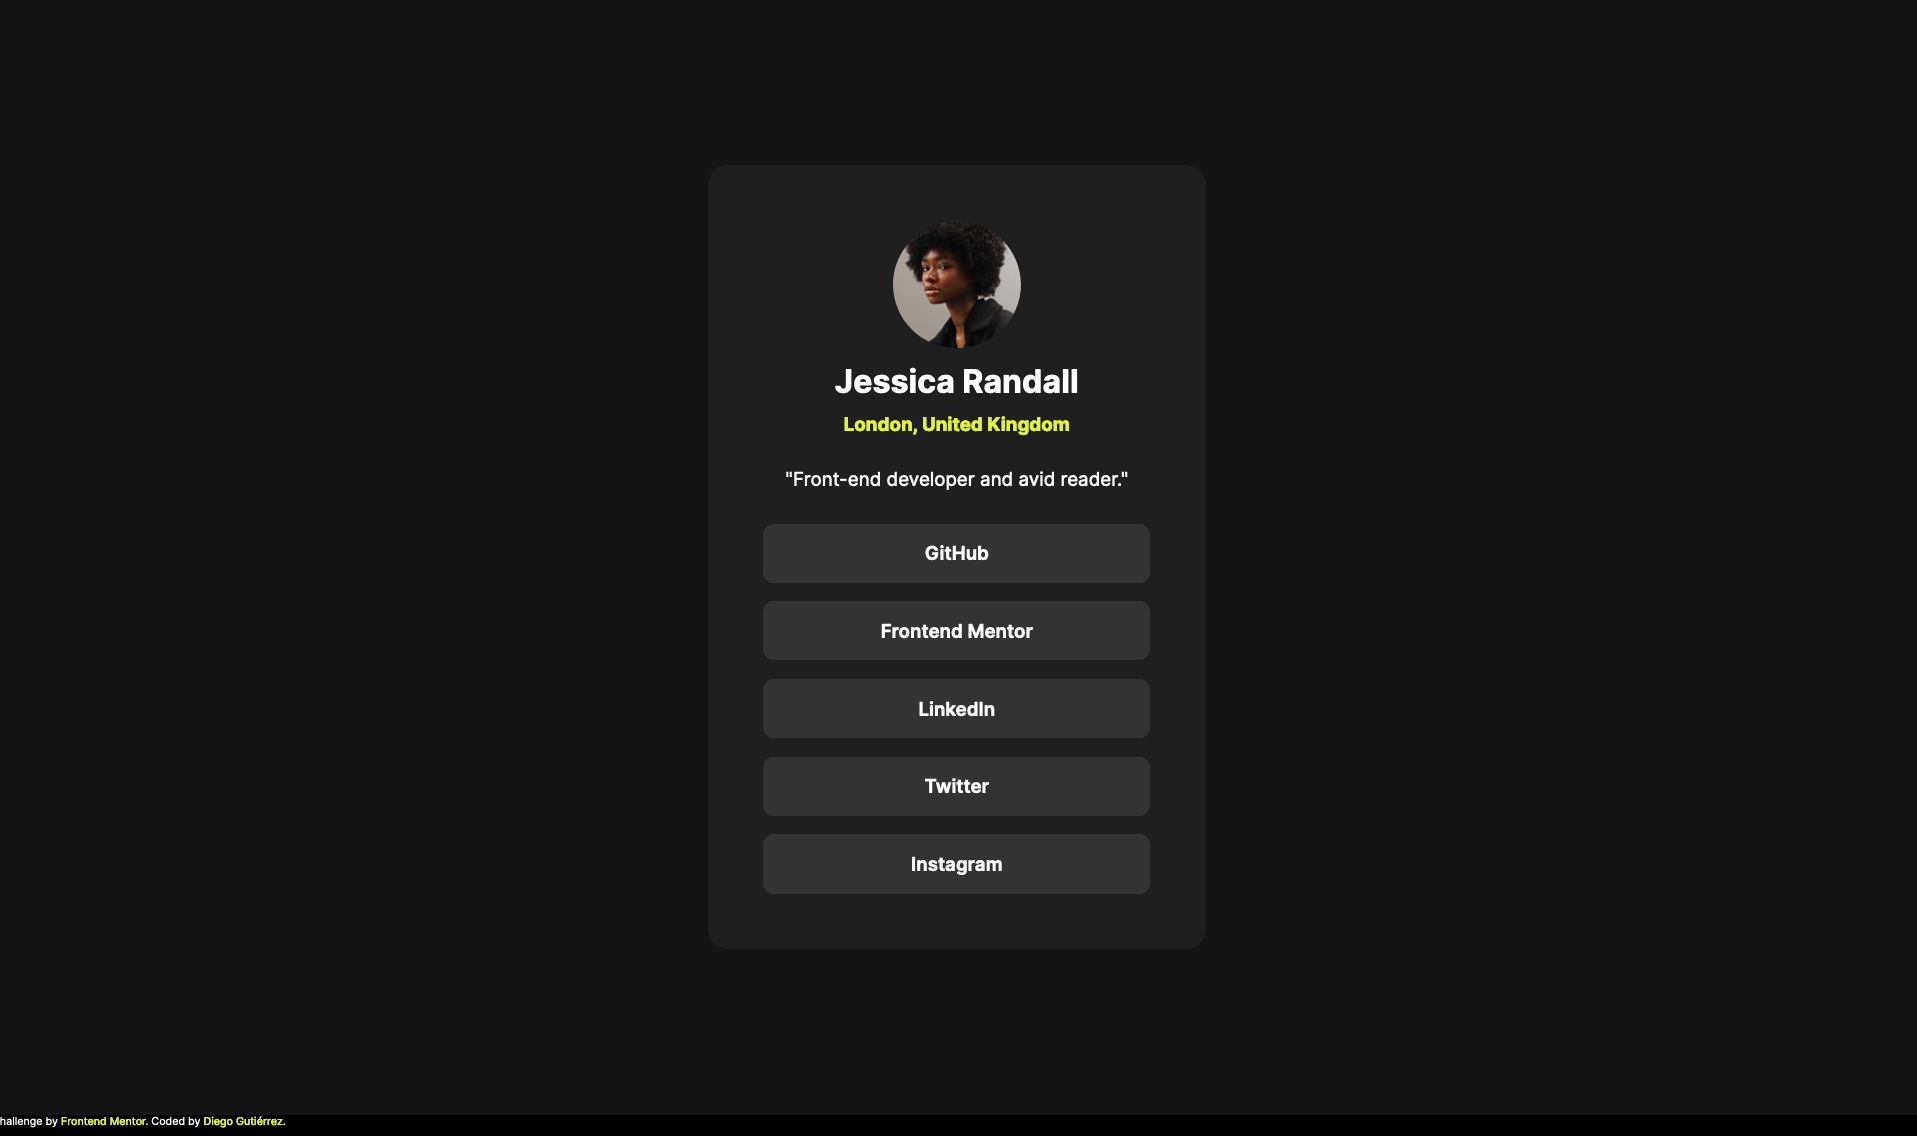 Jessica Randall
London, United Kingdom
"Front-end developer and avid reader."
GitHub
Frontend Mentor
LinkedIn
Twitter
Instagram
hallenge by Frontend Mentor. Coded by Diego Gutiérrez.